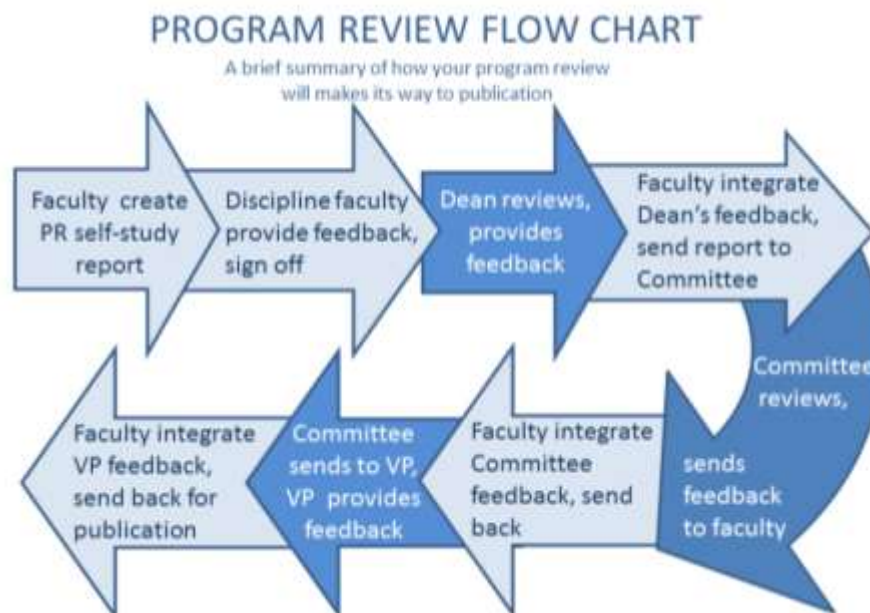 PROGRAM REVIEW FLOW CHART
A brief summary of how your program review
will makes its way to publication
Faculty create
PR self-study
report
Discipline faculty
provide feedback,
sign off
Dean reviews,
provides
feedback
Faculty integrate
Dean's feedback,
send report to
Committee
Committee
reviews,
sends
feedback
to faculty
Faculty integrate
Committee
feedback, send
back
Committee
sends to VP,
VP provides
feedback
Faculty integrate
VP feedback,
send back for
publication